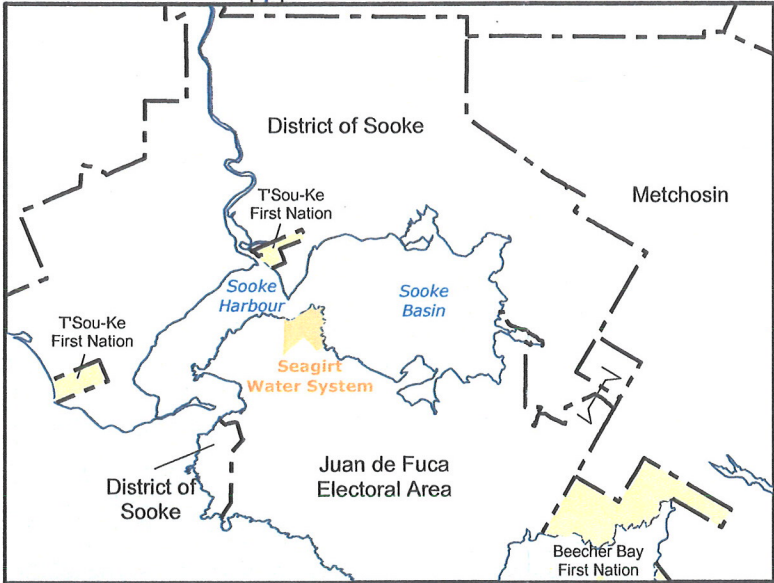 District of Sooke
Metchosin
T'Sou-Ke
First Nation
Sooke
Harbour
Sooke
Basin
T'Sou-Ke
First Nation
Seagirt
Water System
Juan de Fuca
Electoral Area
District of
Sooke
Beecher Bay
First Nation